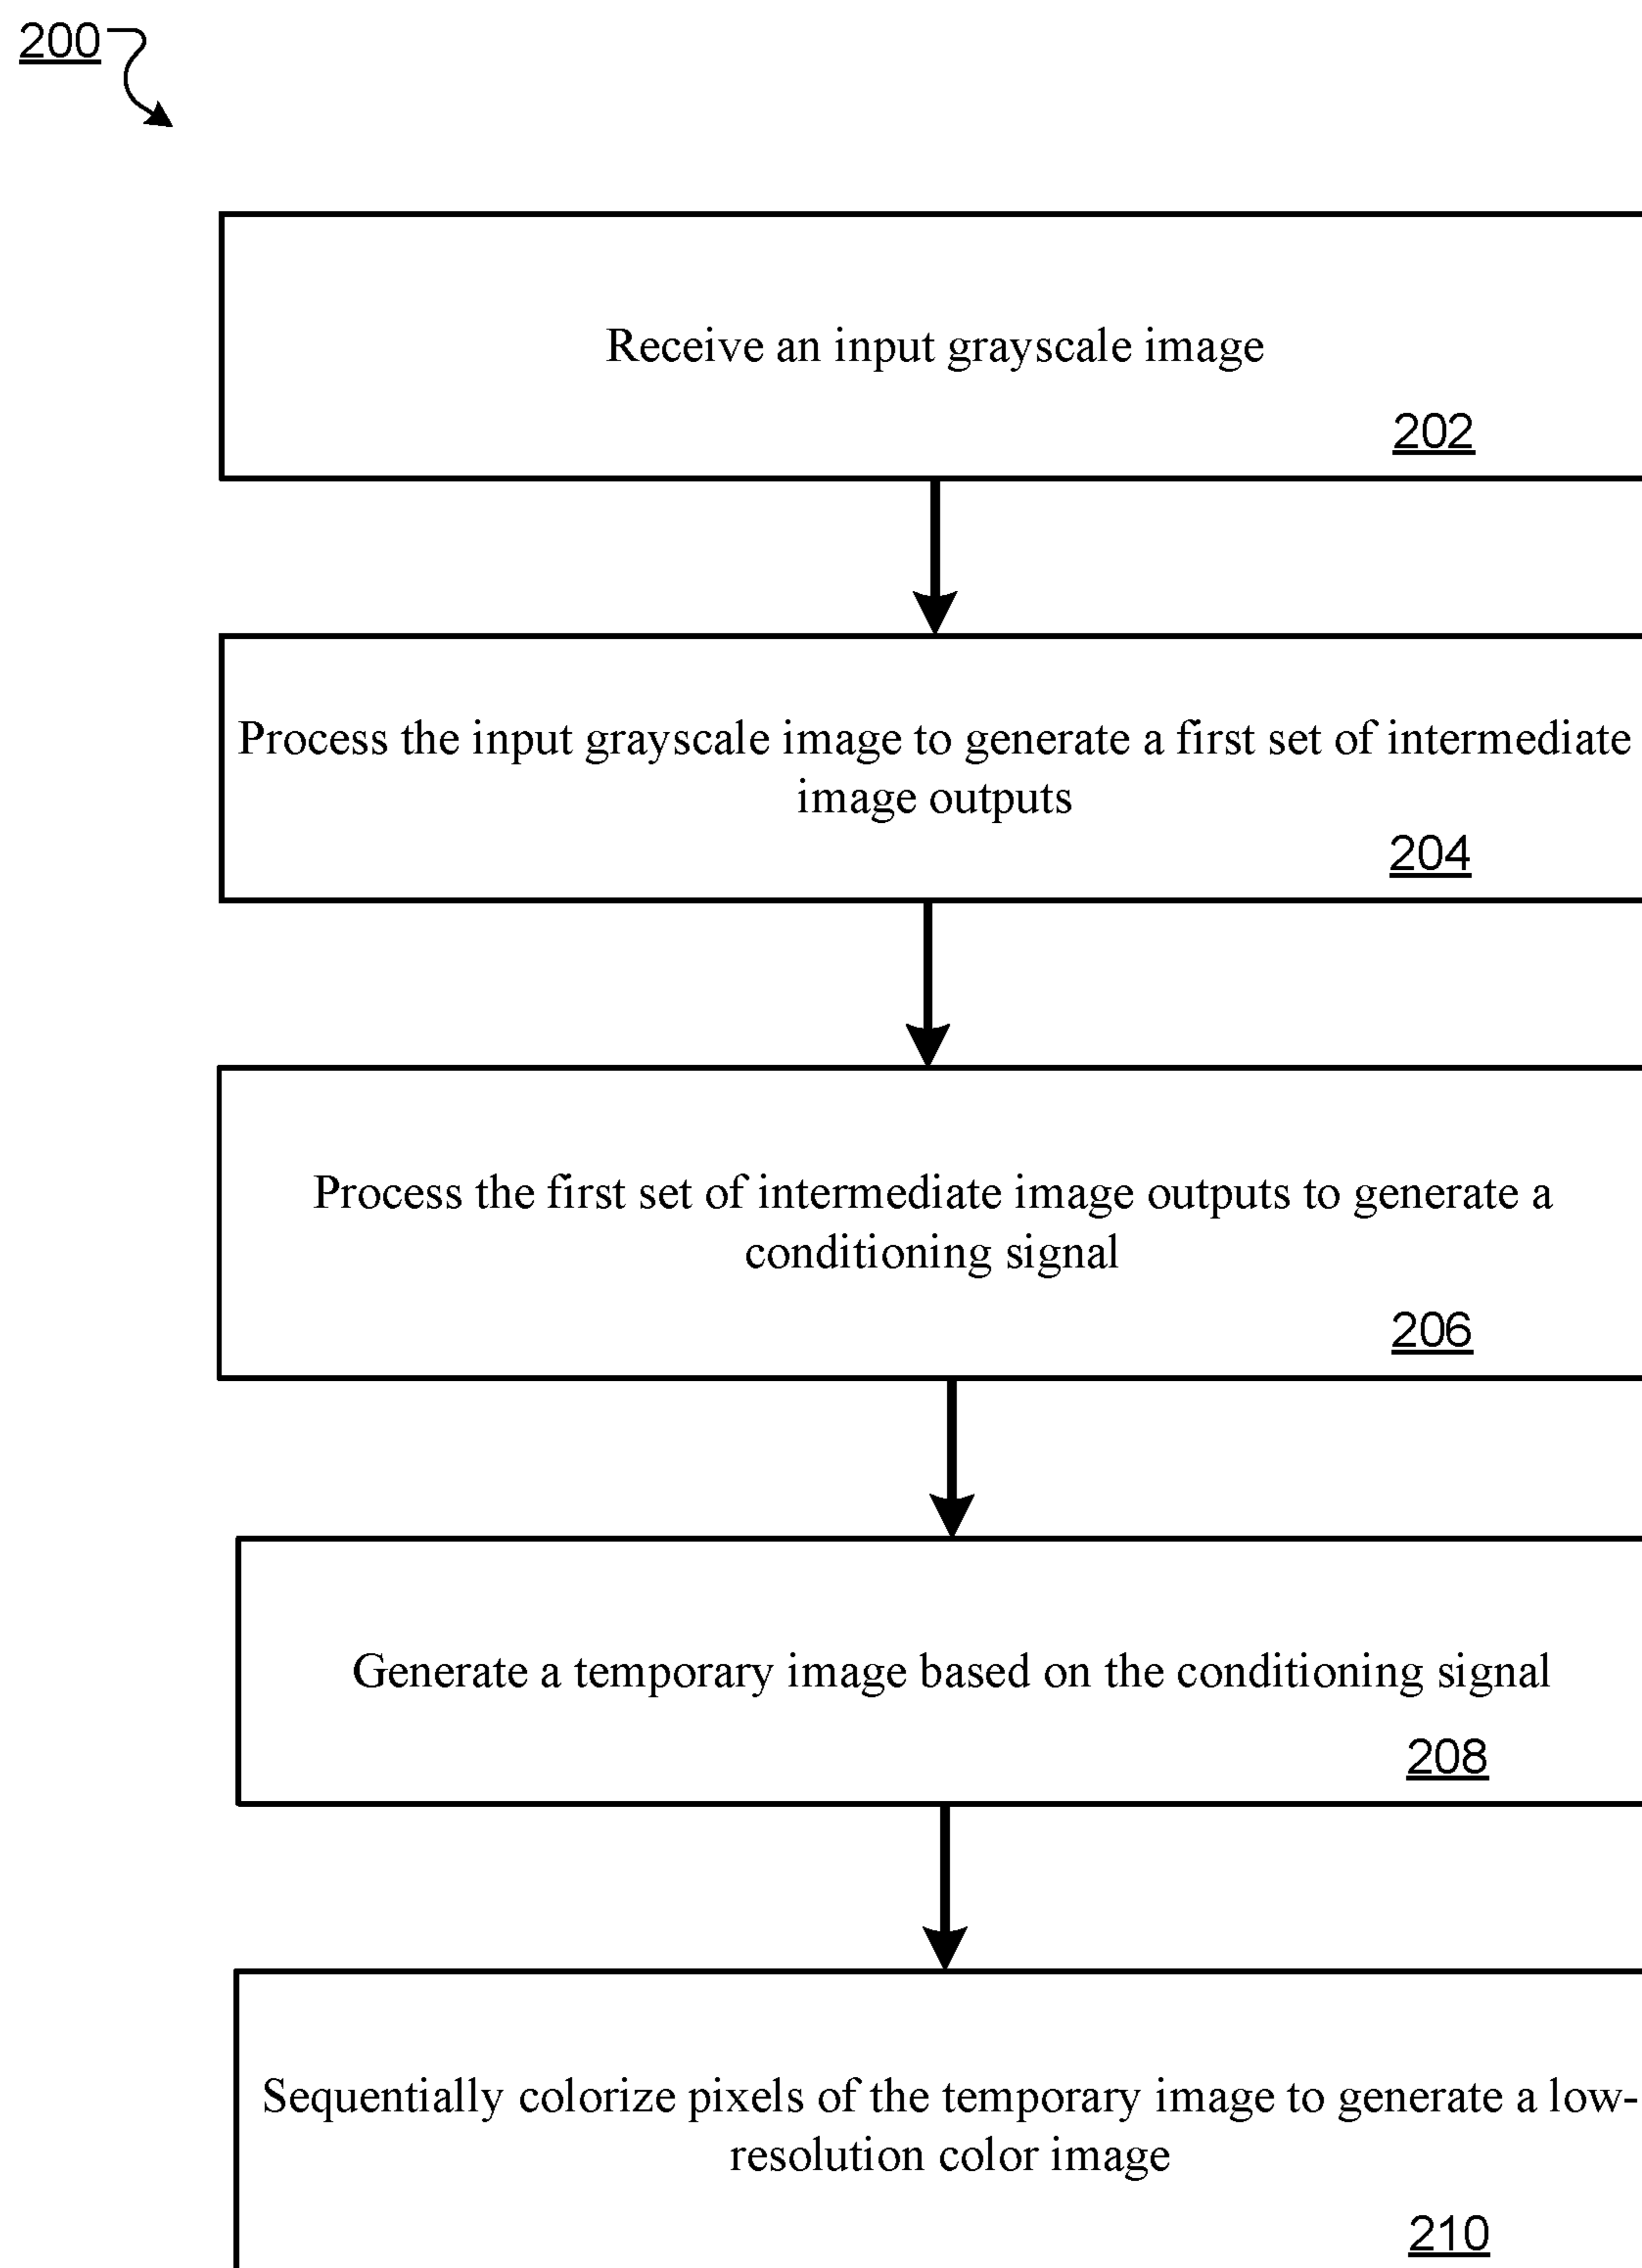 200
Receive an input grayscale image
202
Process the input grayscale image to generate a first set of intermediate
image outputs
204
Process the first set of intermediate image outputs to generate a
conditioning signal
206
Generate a temporary image based on the conditioning signal
208
Sequentially colorize pixels of the temporary image to generate a low-
resolution color image
210